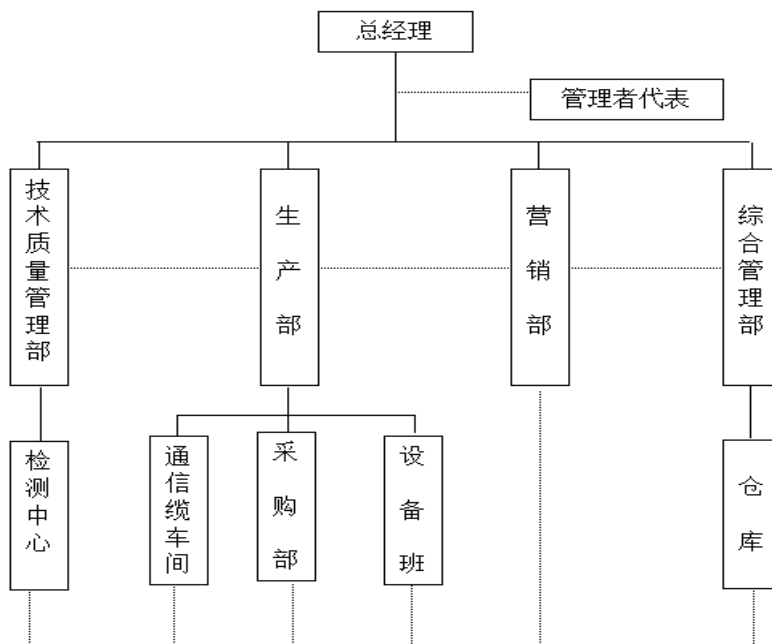 总经理
管理者代表
技术质量管理部
生产部
营销部
综合管理部
检测中心
通信缆车间
采购部
设备班
仓库